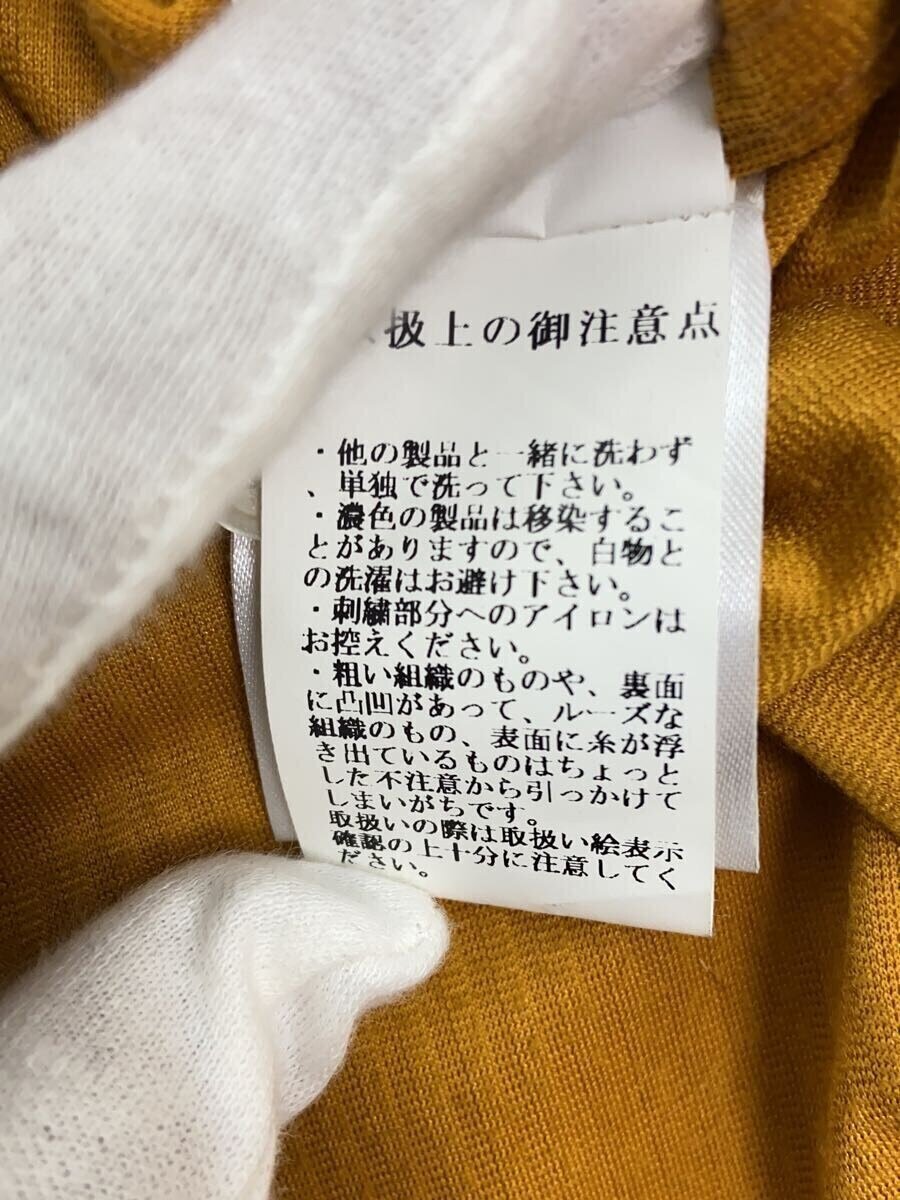 扱上の御注意点
・他の製品と一緒に洗わず
、単独で洗って下さい。
・濃色の製品は移染するこ
とがありますので、白物と
の洗濯はお避け下さい。
・刺繍部分へのアイロンは
お控えください。
・粗い組織のものや、裏面
に凸凹があって、ルーズな
組織のもの、表面に糸が浮
き出ているものはちょっと
した不注意から引っかけて
しまいがちです。
取扱いの際は取扱い絵表示
確認の上十分に注意してく
ださい。